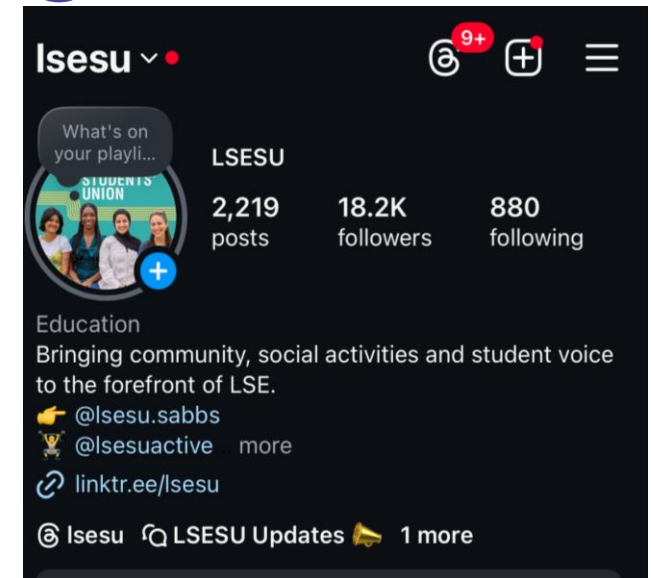 lsesu
9+
What's on
your playli...
STUDENTS'
UNION
LSESU
2,219
posts
18.2K
followers
880
following
Education
Bringing community, social activities and student voice
to the forefront of LSE.
👉 @lsesu.sabbs
🏋️ @lsesuactive... more
linktr.ee/lsesu
lsesu LSESU Updates 📣 1 more